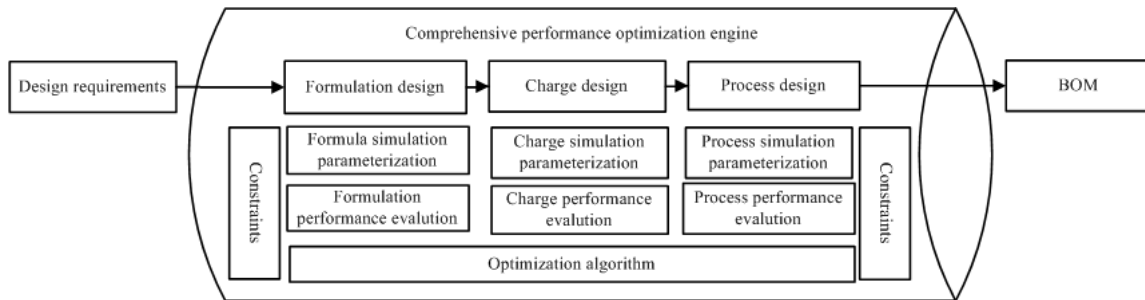 Comprehensive performance optimization engine
Design requirements
Formulation design
Charge design
Process design
BOM
Constraints
Formula simulation
parameterization
Charge simulation
parameterization
Process simulation
parameterization
Constraints
Formulation
performance evalution
Charge performance
evalution
Process performance
evalution
Optimization algorithm